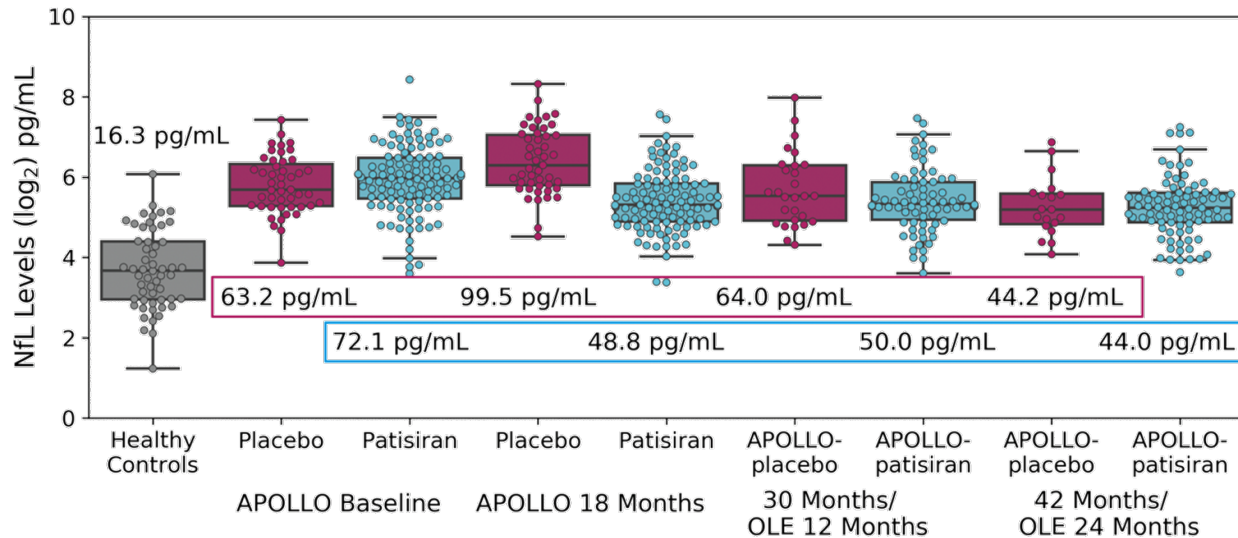 10
8
6
4
2
0
NfL Levels (log₂) pg/mL
16.3 pg/mL
63.2 pg/mL 99.5 pg/mL 64.0 pg/mL 44.2 pg/mL
72.1 pg/mL 48.8 pg/mL 50.0 pg/mL 44.0 pg/mL
Healthy Placebo Patisiran Placebo Patisiran APOLLO- APOLLO- APOLLO- APOLLO-
Controls placebo patisiran placebo patisiran
APOLLO Baseline APOLLO 18 Months 30 Months/ 42 Months/
OLE 12 Months OLE 24 Months